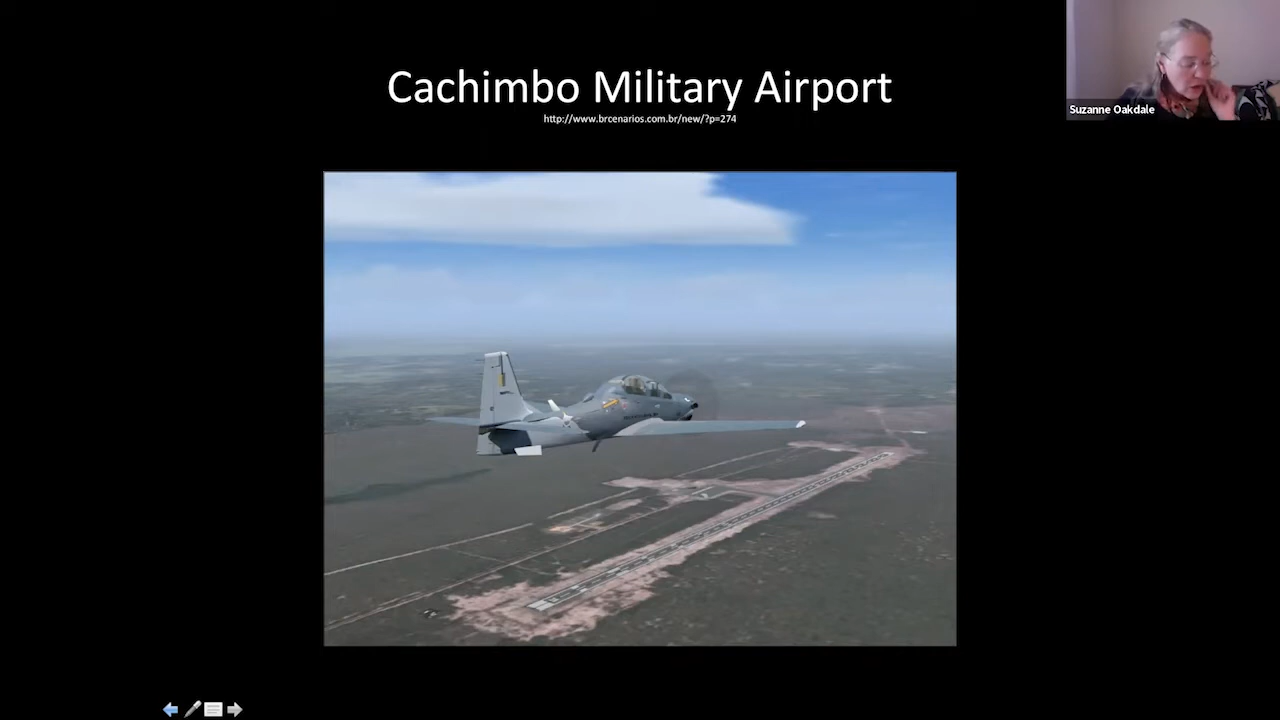 Cachimbo Military Airport
http://www.brcenarios.com.br/new/?p=274
Suzanne Oakdale